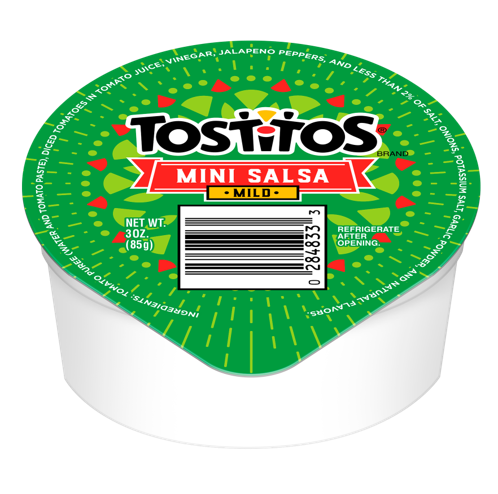 INGREDIENTS: TOMATO PUREE (WATER AND TOMATO PASTE), DICED TOMATOES IN TOMATO JUICE, VINEGAR, JALAPENO PEPPERS, AND LESS THAN 2% OF SALT, ONIONS, POTASSIUM SALT, GARLIC POWDER, AND NATURAL FLAVORS.
TOSTITOS®
BRAND
MINI SALSA
• MILD •
NET WT.
3 OZ.
(85g)
0 284833 3
REFRIGERATE
AFTER
OPENING.